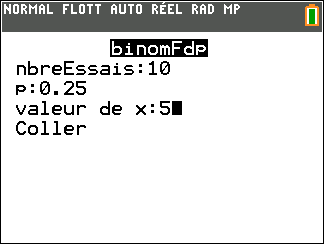 NORMAL FLOTT AUTO RÉEL RAD MP
binomFdp
nbreEssais:10
p:0.25
valeur de x:5
Coller